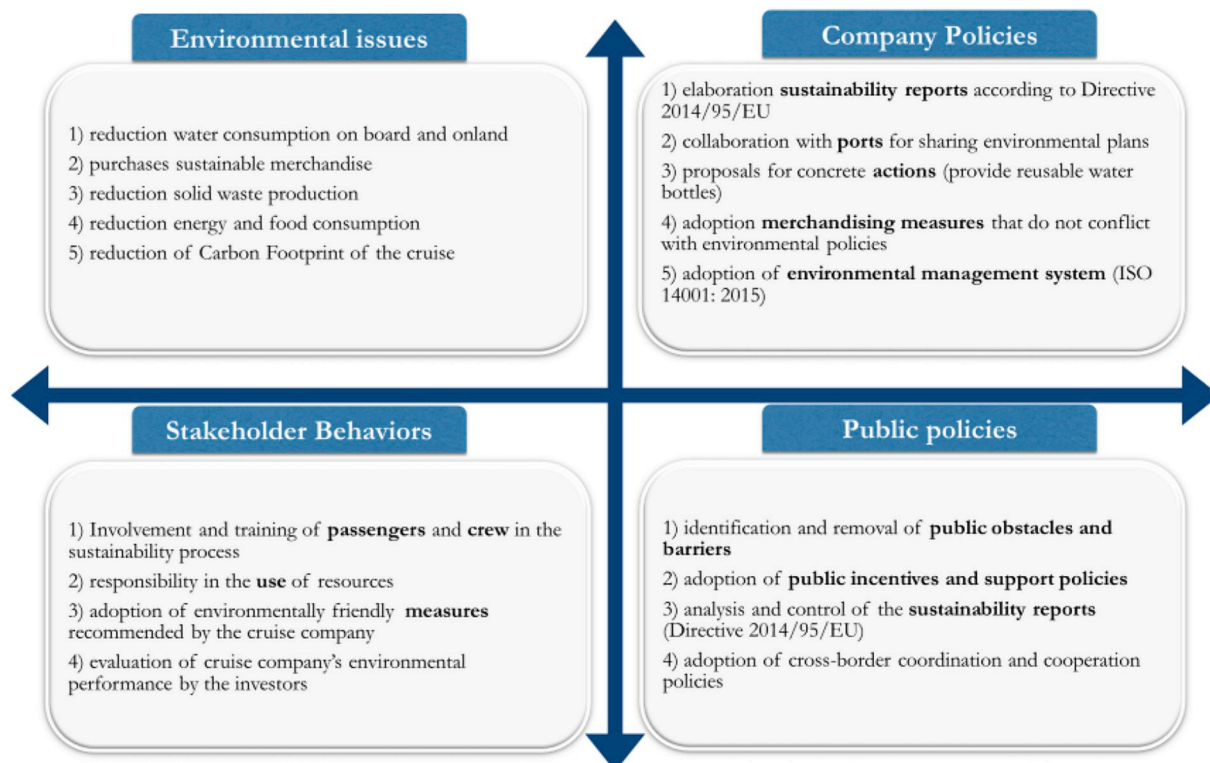 Environmental issues
1) reduction water consumption on board and onland
2) purchases sustainable merchandise
3) reduction solid waste production
4) reduction energy and food consumption
5) reduction of Carbon Footprint of the cruise
Company Policies
1) elaboration sustainability reports according to Directive
2014/95/EU
2) collaboration with ports for sharing environmental plans
3) proposals for concrete actions (provide reusable water
bottles)
4) adoption merchandising measures that do not conflict
with environmental policies
5) adoption of environmental management system (ISO
14001: 2015)
Stakeholder Behaviors
1) Involvement and training of passengers and crew in the
sustainability process
2) responsibility in the use of resources
3) adoption of environmentally friendly measures
recommended by the cruise company
4) evaluation of cruise company’s environmental
performance by the investors
Public policies
1) identification and removal of public obstacles and
barriers
2) adoption of public incentives and support policies
3) analysis and control of the sustainability reports
(Directive 2014/95/EU)
4) adoption of cross-border coordination and cooperation
policies